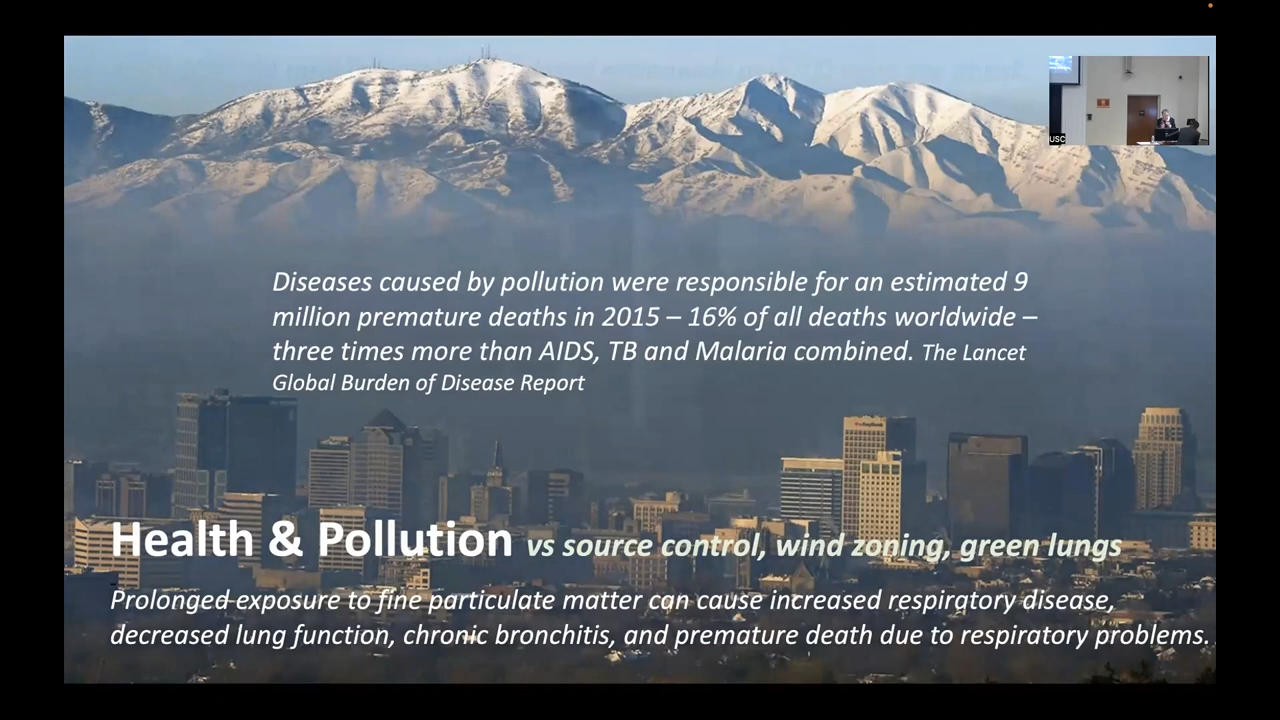 USC
Diseases caused by pollution were responsible for an estimated 9
million premature deaths in 2015 – 16% of all deaths worldwide –
three times more than AIDS, TB and Malaria combined. The Lancet
Global Burden of Disease Report
Health & Pollution vs source control, wind zoning, green lungs
Prolonged exposure to fine particulate matter can cause increased respiratory disease,
decreased lung function, chronic bronchitis, and premature death due to respiratory problems.